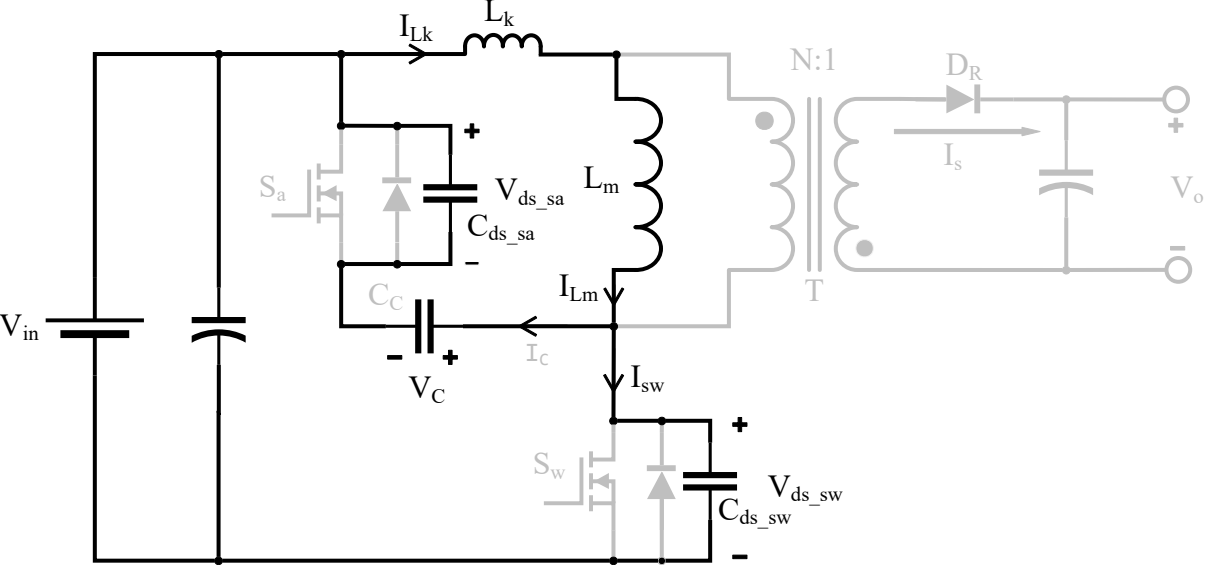 I_Lk
L_k
N:1
D_R
+
I_s
+
S_a
V_ds_sa
C_ds_sa
L_m
V_o
−
−
C_C
I_Lm
T
V_in
I_C
− +
V_C
I_sw
+
S_w
V_ds_sw
C_ds_sw
−